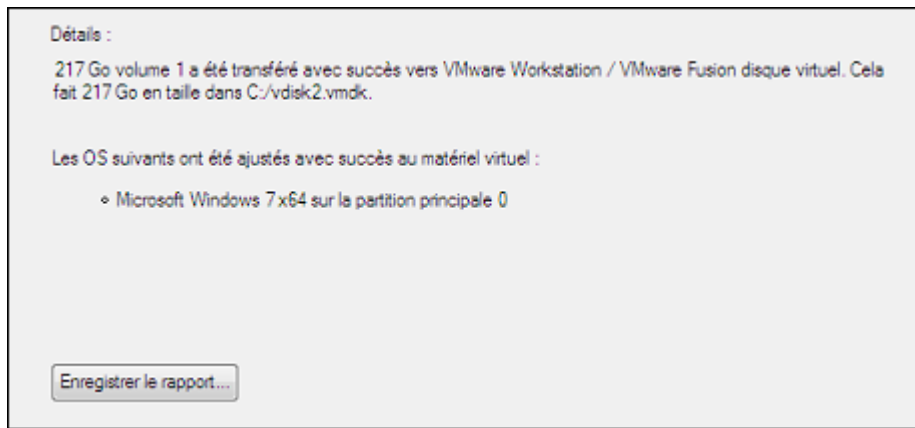 Détails :
217 Go volume 1 a été transféré avec succès vers VMware Workstation / VMware Fusion disque virtuel. Cela
fait 217 Go en taille dans C:/vdisk2.vmdk.
Les OS suivants ont été ajustés avec succès au matériel virtuel :
Microsoft Windows 7 x64 sur la partition principale 0
Enregistrer le rapport...